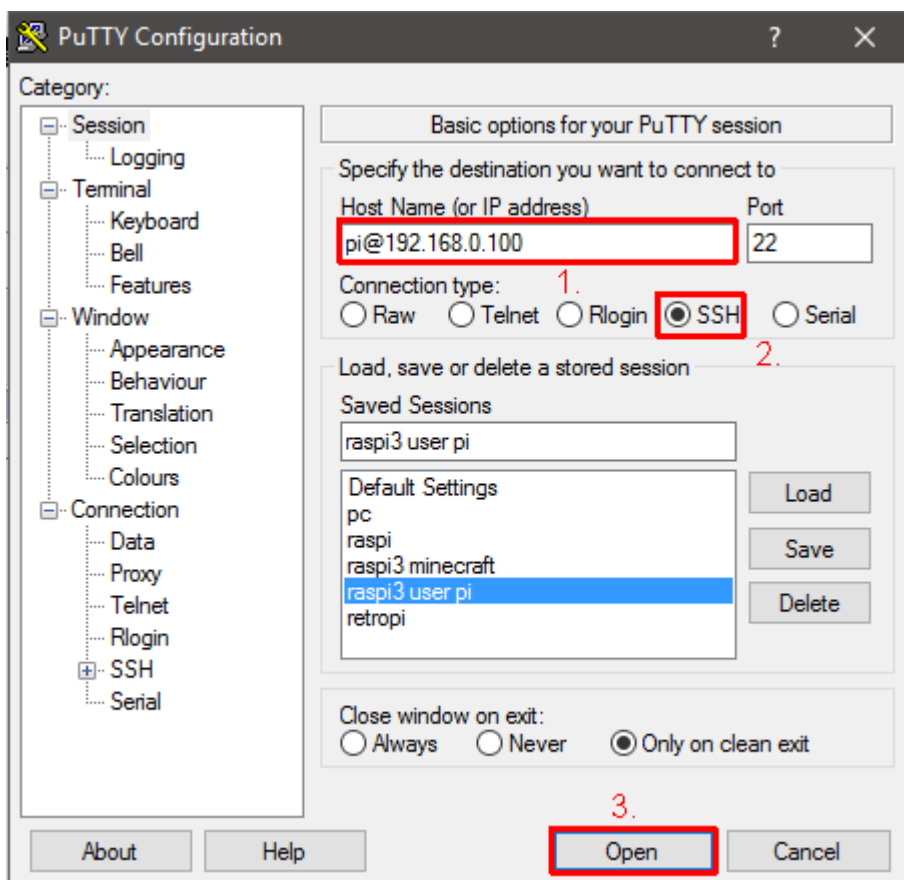 PuTTY Configuration ? ×
Category:
Session
Logging
Terminal
Keyboard
Bell
Features
Window
Appearance
Behaviour
Translation
Selection
Colours
Connection
Data
Proxy
Telnet
Rlogin
SSH
Serial
Basic options for your PuTTY session
Specify the destination you want to connect to
Host Name (or IP address) Port
pi@192.168.0.100 22
Connection type: 1.
Raw Telnet Rlogin SSH Serial
2.
Load, save or delete a stored session
Saved Sessions
raspi3 user pi
Default Settings
pc
raspi
raspi3 minecraft
raspi3 user pi
retropi
Load
Save
Delete
Close window on exit:
Always Never Only on clean exit
3.
About Help Open Cancel